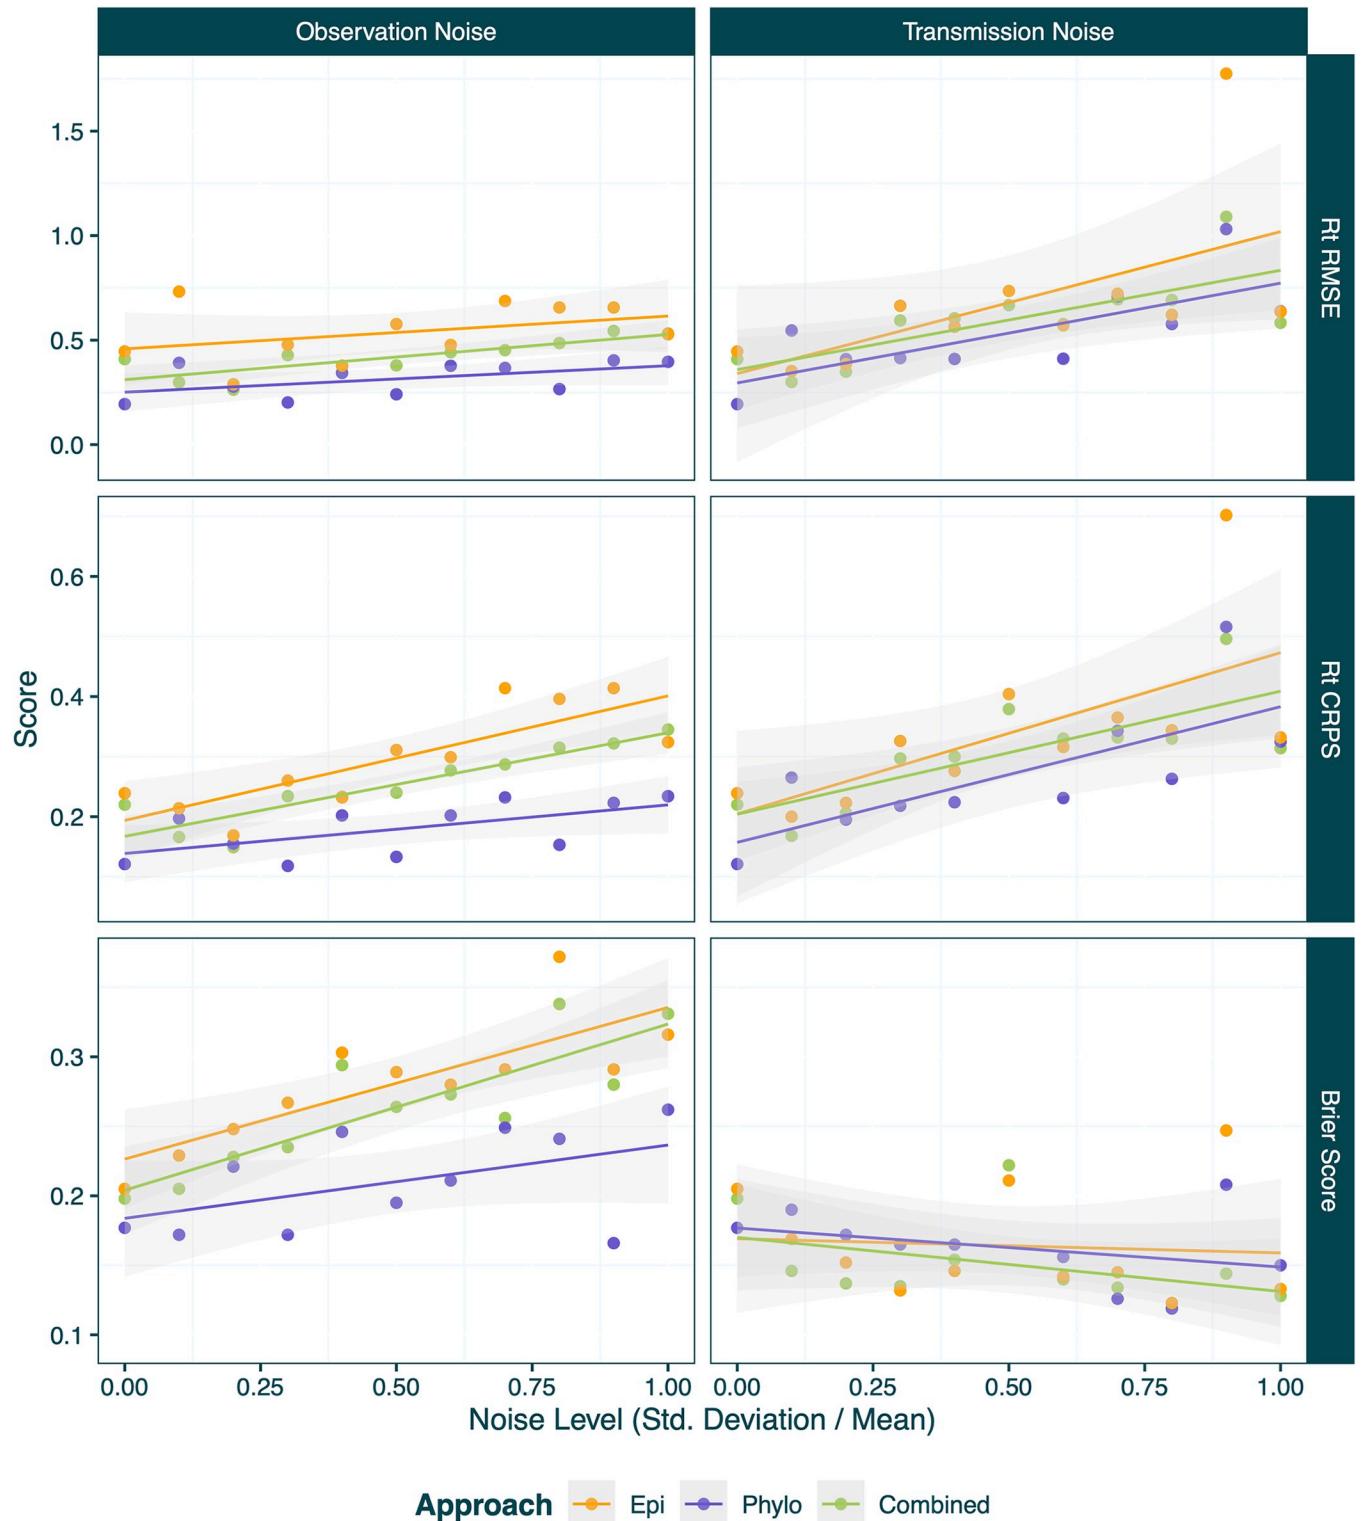 Observation Noise
Transmission Noise
1.5
1.0
0.5
0.0
Rt RMSE
0.6
0.4
0.2
Rt CRPS
Score
0.3
0.2
0.1
Brier Score
0.00 0.25 0.50 0.75 1.00
0.00 0.25 0.50 0.75 1.00
Noise Level (Std. Deviation / Mean)
Approach Epi Phylo Combined